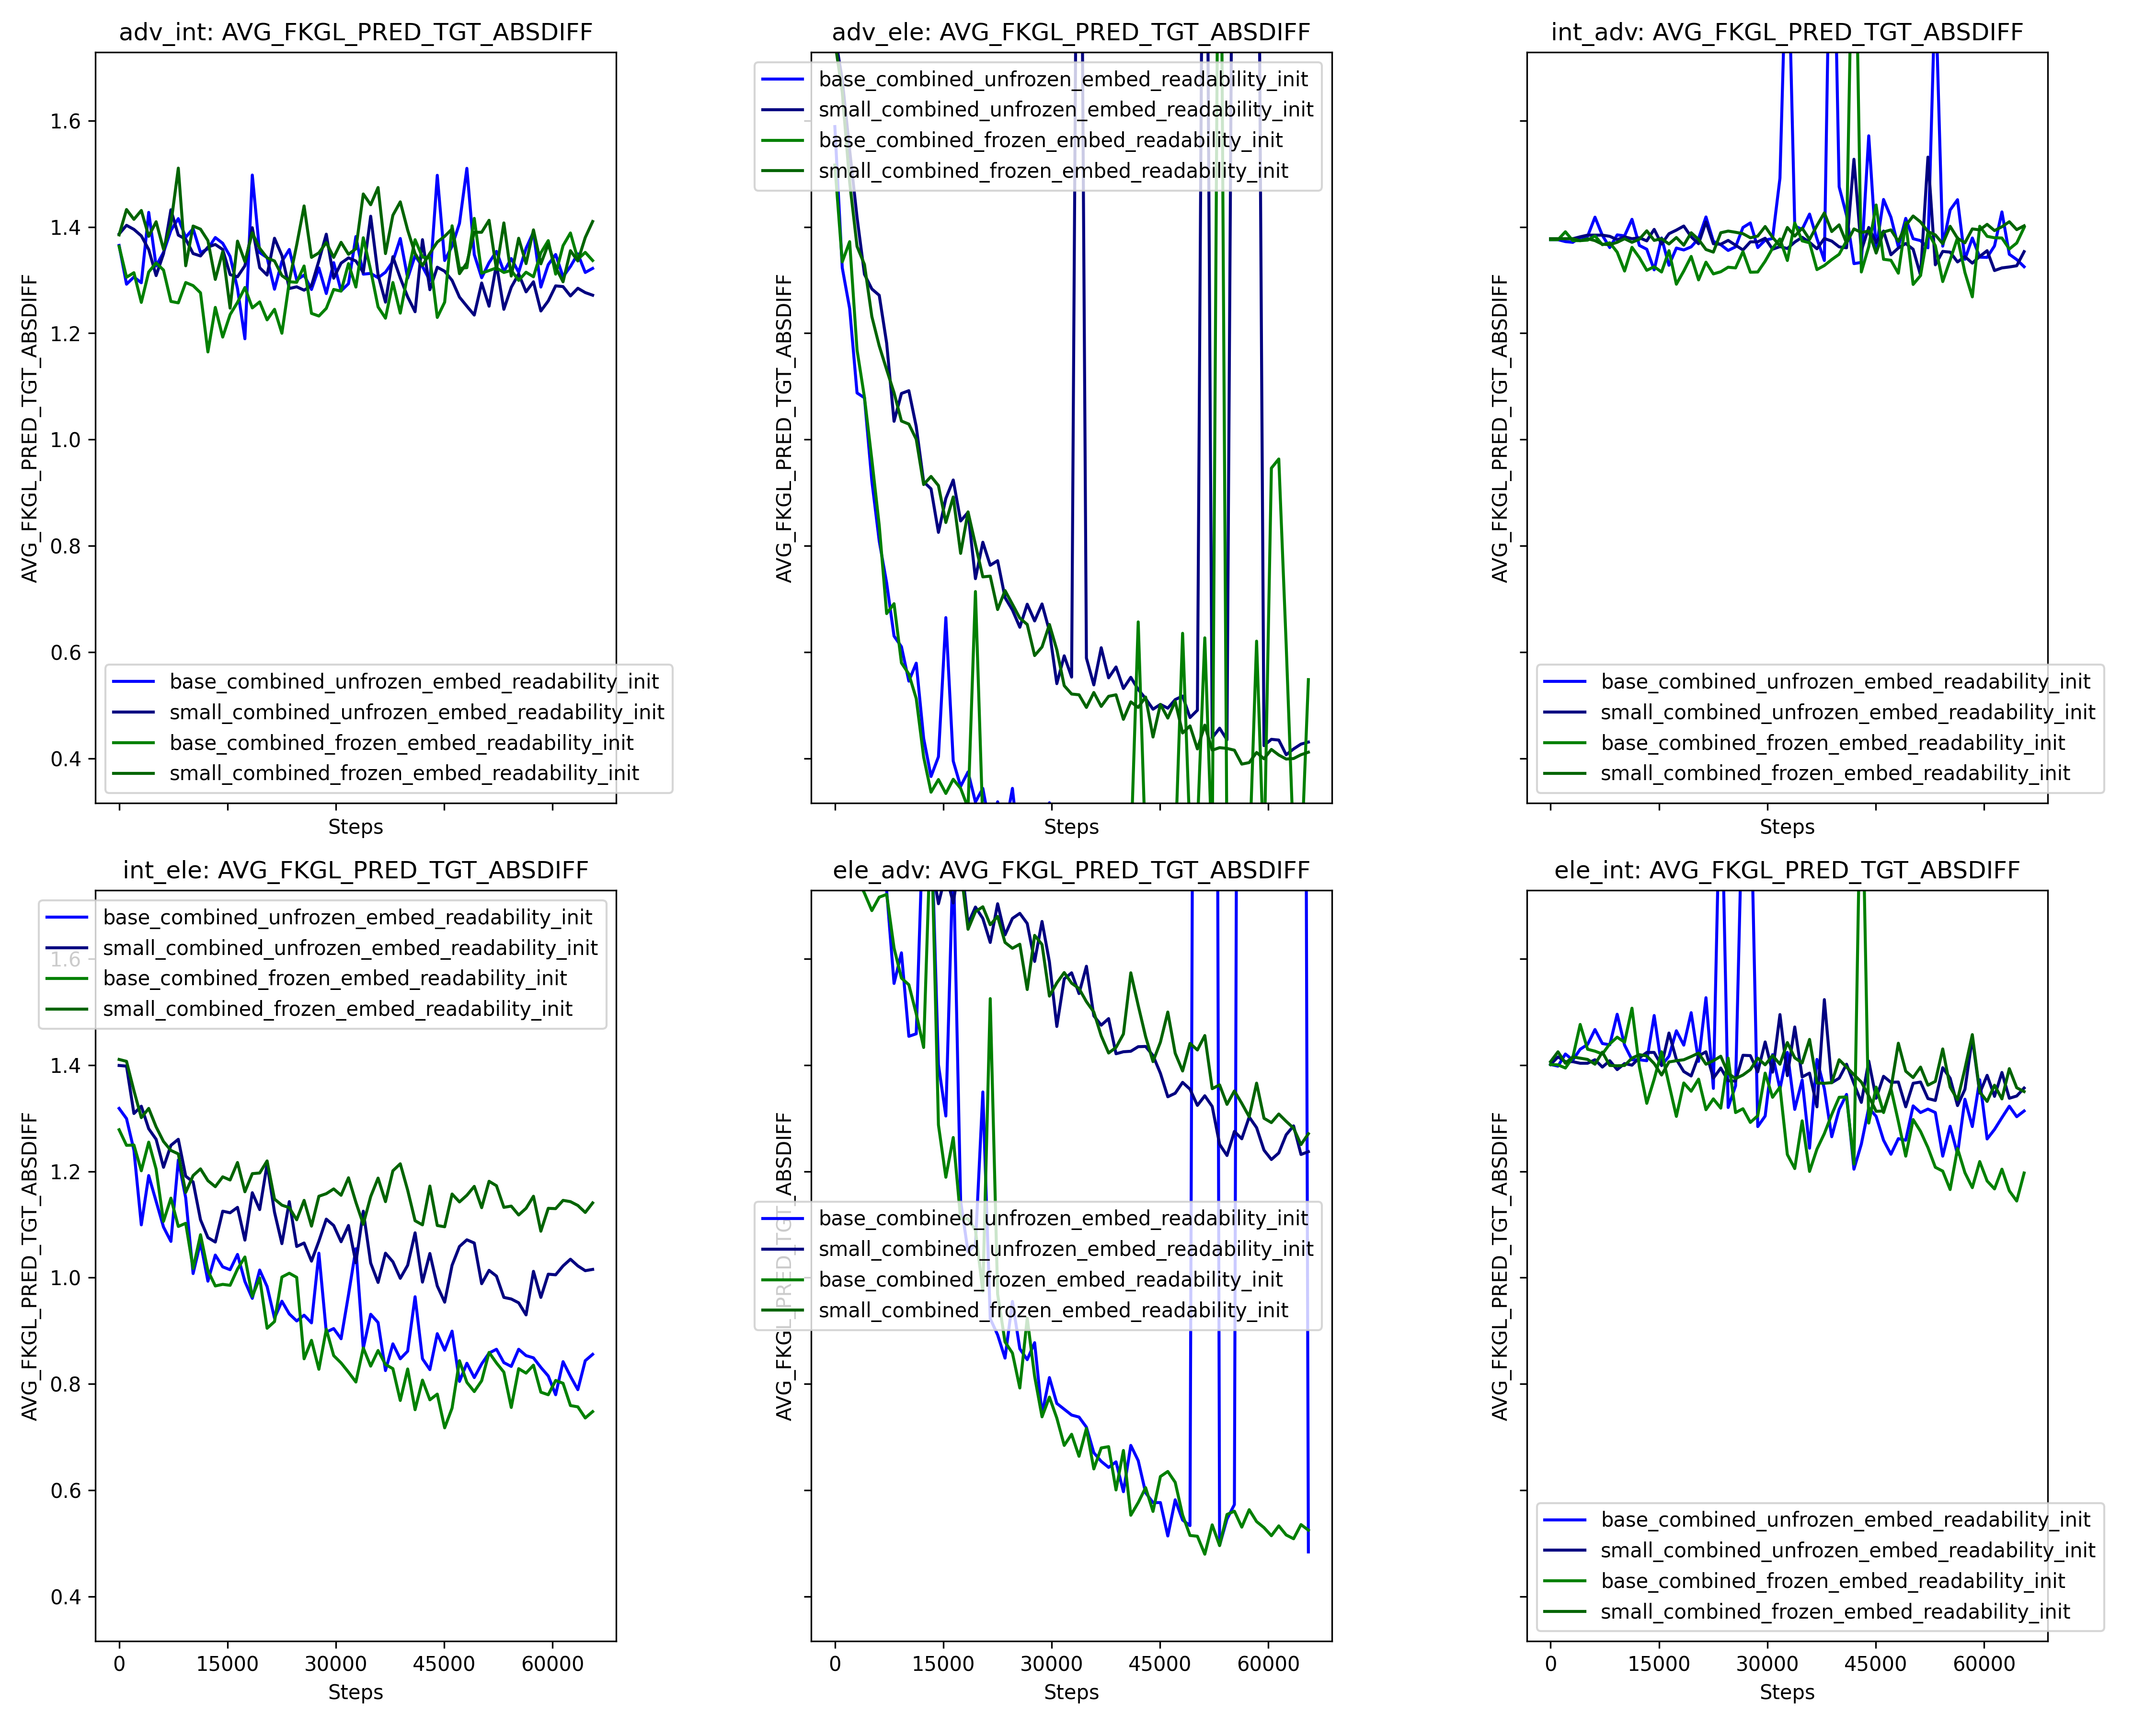 adv_int: AVG_FKGL_PRED_TGT_ABSDIFF
AVG_FKGL_PRED_TGT_ABSDIFF
1.6
1.4
1.2
1.0
0.8
0.6
0.4
base_combined_unfrozen_embed_readability_init
small_combined_unfrozen_embed_readability_init
base_combined_frozen_embed_readability_init
small_combined_frozen_embed_readability_init
Steps
adv_ele: AVG_FKGL_PRED_TGT_ABSDIFF
AVG_FKGL_PRED_TGT_ABSDIFF
base_combined_unfrozen_embed_readability_init
small_combined_unfrozen_embed_readability_init
base_combined_frozen_embed_readability_init
small_combined_frozen_embed_readability_init
Steps
int_adv: AVG_FKGL_PRED_TGT_ABSDIFF
AVG_FKGL_PRED_TGT_ABSDIFF
base_combined_unfrozen_embed_readability_init
small_combined_unfrozen_embed_readability_init
base_combined_frozen_embed_readability_init
small_combined_frozen_embed_readability_init
Steps
int_ele: AVG_FKGL_PRED_TGT_ABSDIFF
AVG_FKGL_PRED_TGT_ABSDIFF
base_combined_unfrozen_embed_readability_init
small_combined_unfrozen_embed_readability_init
base_combined_frozen_embed_readability_init
small_combined_frozen_embed_readability_init
1.6
1.4
1.2
1.0
0.8
0.6
0.4
0 15000 30000 45000 60000
Steps
ele_adv: AVG_FKGL_PRED_TGT_ABSDIFF
AVG_FKGL_PRED_TGT_ABSDIFF
base_combined_unfrozen_embed_readability_init
small_combined_unfrozen_embed_readability_init
base_combined_frozen_embed_readability_init
small_combined_frozen_embed_readability_init
0 15000 30000 45000 60000
Steps
ele_int: AVG_FKGL_PRED_TGT_ABSDIFF
AVG_FKGL_PRED_TGT_ABSDIFF
base_combined_unfrozen_embed_readability_init
small_combined_unfrozen_embed_readability_init
base_combined_frozen_embed_readability_init
small_combined_frozen_embed_readability_init
0 15000 30000 45000 60000
Steps